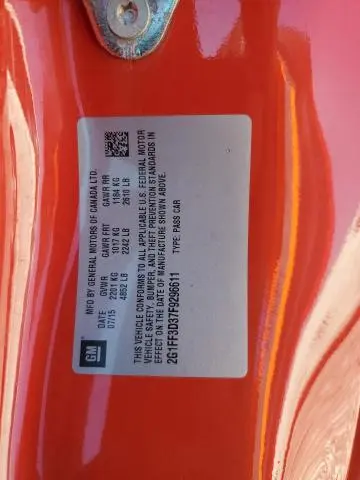 MFD BY GENERAL MOTORS OF CANADA LTD.
DATE GVWR GAWR FRT GAWR RR
07/15 2201 KG 1017 KG 1184 KG
4852 LB 2242 LB 2610 LB
THIS VEHICLE CONFORMS TO ALL APPLICABLE U.S. FEDERAL MOTOR
VEHICLE SAFETY, BUMPER, AND THEFT PREVENTION STANDARDS IN
EFFECT ON THE DATE OF MANUFACTURE SHOWN ABOVE.
2G1FF3D37F9296611 TYPE: PASS CAR
GM